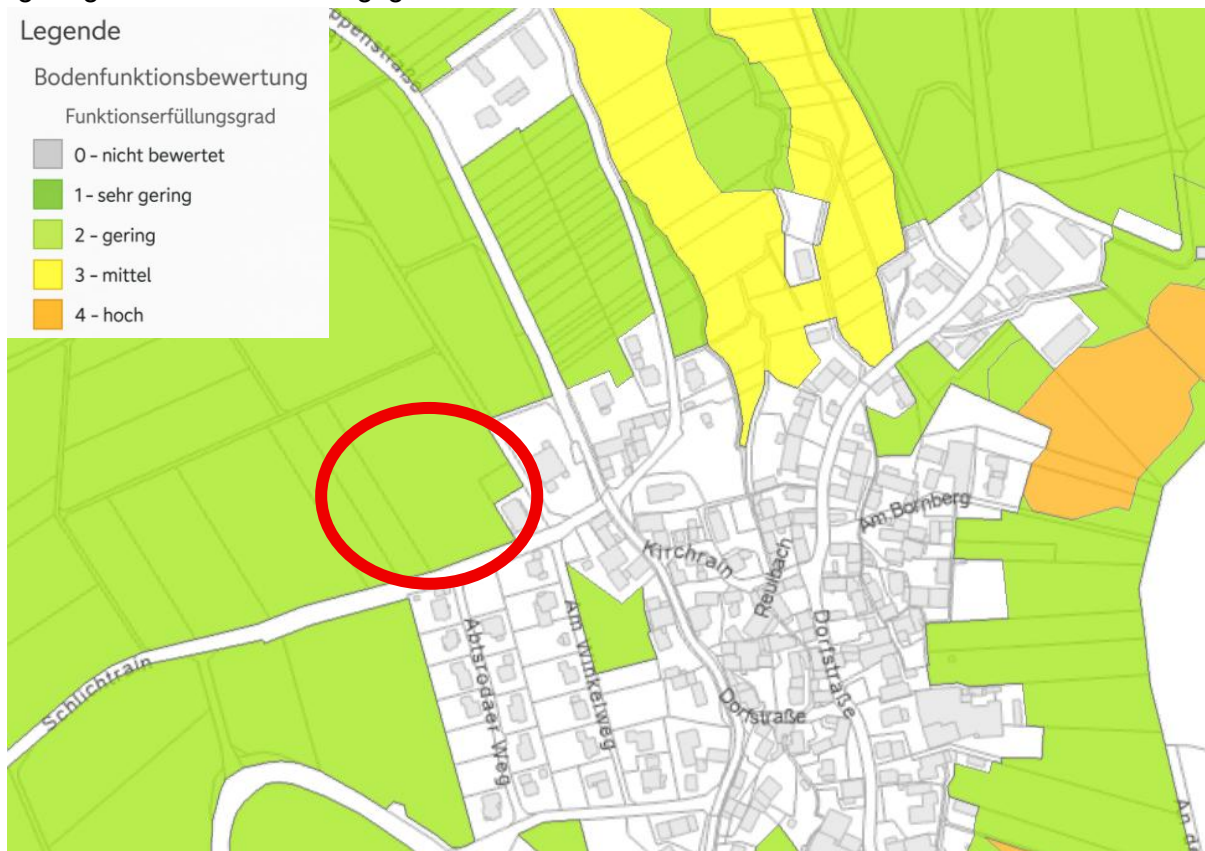 Legende
Bodenfunktionsbewertung
Funktionserfüllungsgrad
0 - nicht bewertet
1 - sehr gering
2 - gering
3 - mittel
4 - hoch
Am Bornberg
Kirchrain
Reulbach
Schlichtrain
Abtsrodaer Weg
Am Winkelweg
Dorfstraße
Dorfstraße